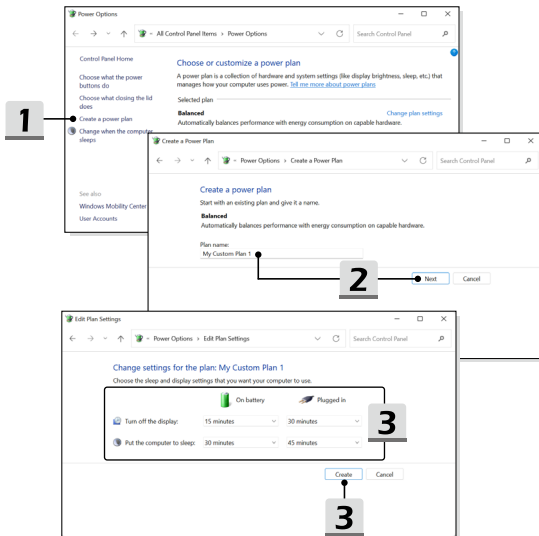 Power Options
All Control Panel Items > Power Options
Search Control Panel
Control Panel Home
Choose what the power
buttons do
Choose what closing the lid
does
Create a power plan
Change when the computer
sleeps
See also
Windows Mobility Center
User Accounts
Choose or customize a power plan
A power plan is a collection of hardware and system settings (like display brightness, sleep, etc.) that
manages how your computer uses power. Tell me more about power plans
Selected plan
Balanced
Change plan settings
Automatically balances performance with energy consumption on capable hardware.
1
Create a Power Plan
Power Options > Create a Power Plan
Search Control Panel
Create a power plan
Start with an existing plan and give it a name.
Balanced
Automatically balances performance with energy consumption on capable hardware.
Plan name:
My Custom Plan 1
2
Next
Cancel
Edit Plan Settings
Power Options > Edit Plan Settings
Search Control Panel
Change settings for the plan: My Custom Plan 1
Choose the sleep and display settings that you want your computer to use.
On battery
Plugged in
Turn off the display:
15 minutes
30 minutes
Put the computer to sleep:
30 minutes
45 minutes
3
Create
Cancel
3